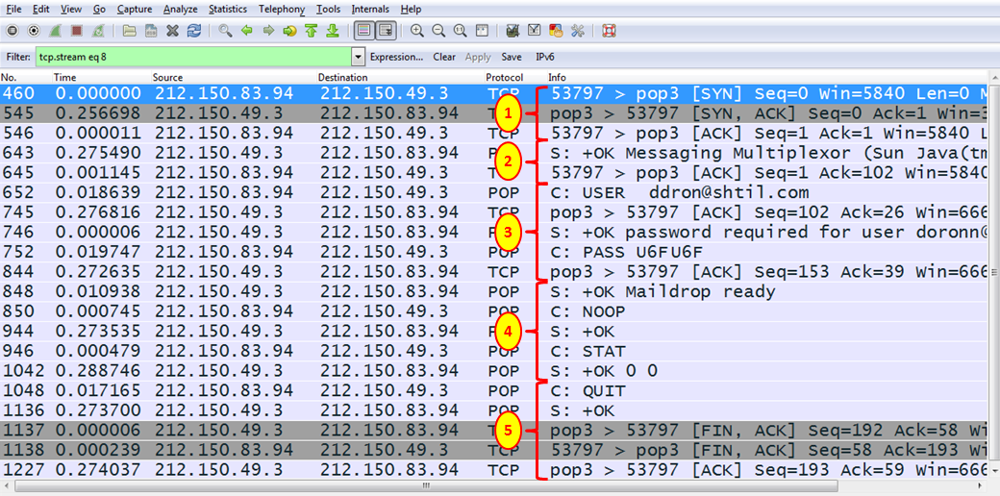 File Edit View Go Capture Analyze Statistics Telephony Tools Internals Help
Filter: tcp.stream eq 8 Expression... Clear Apply Save IPv6
No. Time Source Destination Protocol Info
460 0.000000 212.150.83.94 212.150.49.3 TCP 53797 > pop3 [SYN] Seq=0 Win=5840 Len=0
545 0.256698 212.150.49.3 212.150.83.94 1 pop3 > 53797 [SYN, ACK] Seq=0 Ack=1
546 0.000011 212.150.83.94 212.150.49.3 TCP 53797 > pop3 [ACK] Seq=1 Ack=1 Win=5840
643 0.275490 212.150.49.3 212.150.83.94 S: +OK Messaging Multiplexor (Sun
645 0.001145 212.150.83.94 212.150.49.3 2 53797 > pop3 [ACK] Seq=1 Ack=102 Win=5840
652 0.018639 212.150.83.94 212.150.49.3 POP C: USER ddron@shtil.com
745 0.276816 212.150.49.3 212.150.83.94 TCP pop3 > 53797 [ACK] Seq=102 Ack=26 Win=666
746 0.000006 212.150.49.3 212.150.83.94 3 S: +OK password required for user doronn@
752 0.019747 212.150.83.94 212.150.49.3 POP C: PASS U6FU6F
844 0.272635 212.150.49.3 212.150.83.94 TCP pop3 > 53797 [ACK] Seq=153 Ack=39 Win=666
848 0.010938 212.150.49.3 212.150.83.94 POP S: +OK Maildrop ready
850 0.000745 212.150.83.94 212.150.49.3 POP C: NOOP
944 0.273535 212.150.49.3 212.150.83.94 4 S: +OK
946 0.000479 212.150.83.94 212.150.49.3 POP C: STAT
1042 0.288746 212.150.49.3 212.150.83.94 POP S: +OK 0 0
1048 0.017165 212.150.83.94 212.150.49.3 POP C: QUIT
1136 0.273700 212.150.49.3 212.150.83.94 POP S: +OK
1137 0.000006 212.150.49.3 212.150.83.94 5 pop3 > 53797 [FIN, ACK] Seq=192 Ack=58
1138 0.000239 212.150.83.94 212.150.49.3 TCP 53797 > pop3 [FIN, ACK] Seq=58 Ack=193
1227 0.274037 212.150.49.3 212.150.83.94 TCP pop3 > 53797 [ACK] Seq=193 Ack=59 Win=666